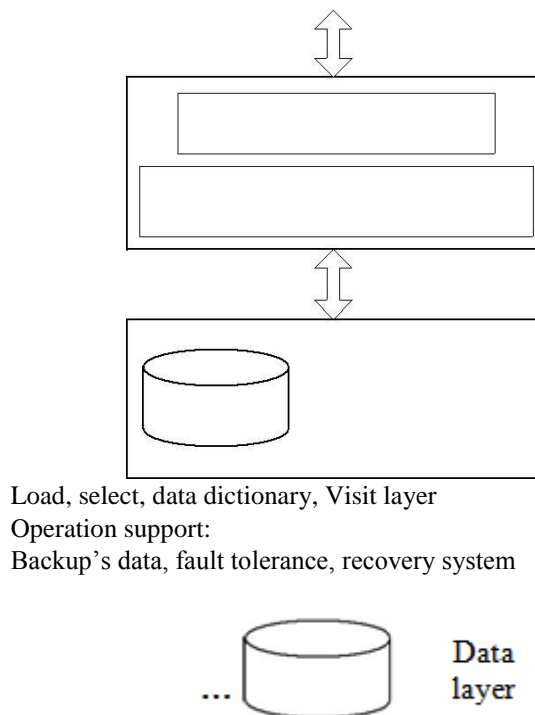 Load, select, data dictionary, Visit layer
Operation support:
Backup’s data, fault tolerance, recovery system
Data
... layer